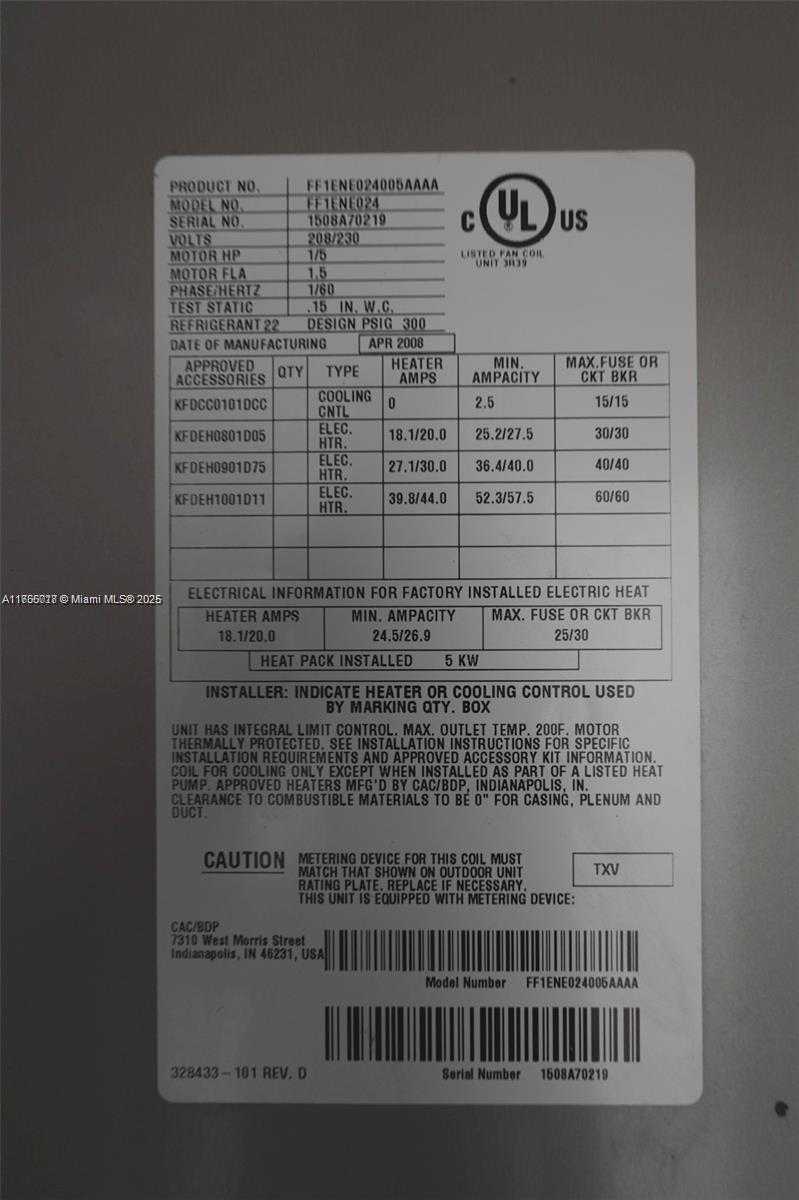 PRODUCT NO. FF1ENE024005AAAA
MODEL NO. FF1ENE024
SERIAL NO. 1508A70219
VOLTS 208/230
MOTOR HP 1/5
MOTOR FLA 1.5
PHASE/HERTZ 1/60
TEST STATIC .15 IN. W.C.
REFRIGERANT 22 DESIGN PSIG 300
DATE OF MANUFACTURING APR 2008
C UL US
®
LISTED FAN COIL
UNIT 3R39
APPROVED ACCESSORIES QTY TYPE HEATER AMPS MIN. AMPACITY MAX.FUSE OR CKT BKR
KFDCC0101DCC COOLING CNTL 0 2.5 15/15
KFDEH0801D05 ELEC. HTR. 18.1/20.0 25.2/27.5 30/30
KFDEH0901D75 ELEC. HTR. 27.1/30.0 36.4/40.0 40/40
KFDEH1001D11 ELEC. HTR. 39.8/44.0 52.3/57.5 60/60
ELECTRICAL INFORMATION FOR FACTORY INSTALLED ELECTRIC HEAT
HEATER AMPS MIN. AMPACITY MAX. FUSE OR CKT BKR
18.1/20.0 24.5/26.9 25/30
HEAT PACK INSTALLED 5 KW
INSTALLER: INDICATE HEATER OR COOLING CONTROL USED
BY MARKING QTY. BOX
UNIT HAS INTEGRAL LIMIT CONTROL. MAX. OUTLET TEMP. 200F. MOTOR
THERMALLY PROTECTED. SEE INSTALLATION INSTRUCTIONS FOR SPECIFIC
INSTALLATION REQUIREMENTS AND APPROVED ACCESSORY KIT INFORMATION.
COIL FOR COOLING ONLY EXCEPT WHEN INSTALLED AS PART OF A LISTED HEAT
PUMP. APPROVED HEATERS MFG'D BY CAC/BDP, INDIANAPOLIS, IN.
CLEARANCE TO COMBUSTIBLE MATERIALS TO BE 0" FOR CASING, PLENUM AND
DUCT.
CAUTION METERING DEVICE FOR THIS COIL MUST
MATCH THAT SHOWN ON OUTDOOR UNIT
RATING PLATE. REPLACE IF NECESSARY.
THIS UNIT IS EQUIPPED WITH METERING DEVICE:
TXV
CAC/BDP
7310 West Morris Street
Indianapolis, IN 46231, USA
Model Number FF1ENE024005AAAA
Serial Number 1508A70219
328433-101 REV. D
© Miami MLS® 2025